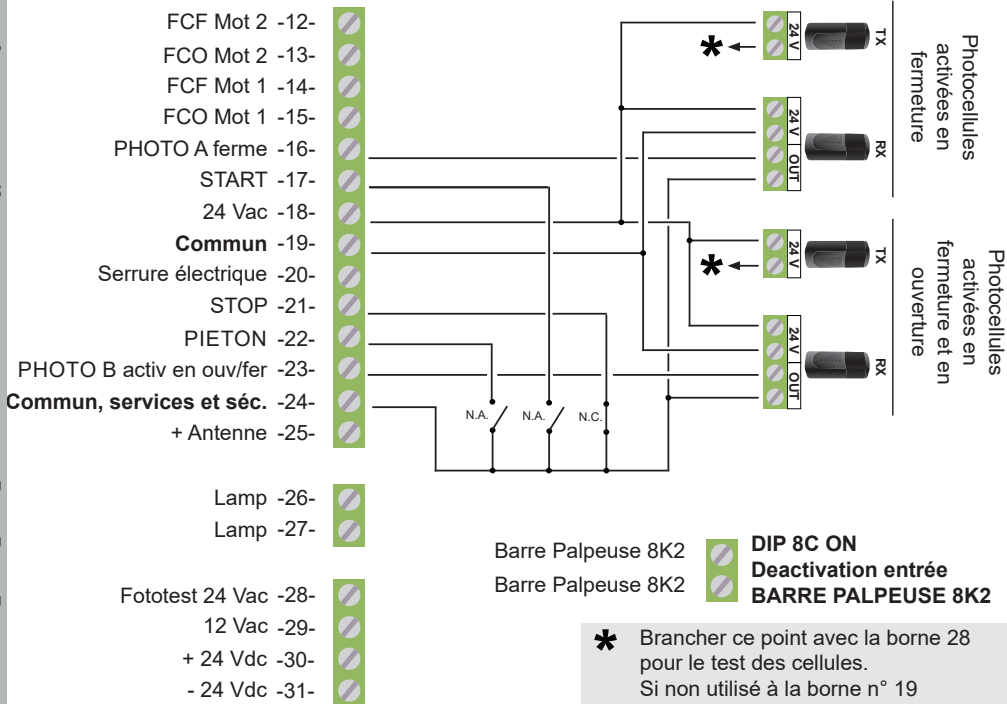 FCF Mot 2 -12-
FCO Mot 2 -13-
FCF Mot 1 -14-
FCO Mot 1 -15-
PHOTO A ferme -16-
START -17-
24 Vac -18-
Commun -19-
Serrure électrique -20-
STOP -21-
PIETON -22-
PHOTO B activ en ouv/fer -23-
Commun, services et séc. -24-
+ Antenne -25-
Lamp -26-
Lamp -27-
Fototest 24 Vac -28-
12 Vac -29-
+ 24 Vdc -30-
- 24 Vdc -31-
N.A.
N.A.
N.C.
*
24 V
TX
24 V
OUT
RX
Photocellules
activées en
fermeture
*
24 V
TX
24 V
OUT
RX
Photocellules
activées en
fermeture et en
ouverture
Barre Palpeuse 8K2
Barre Palpeuse 8K2
DIP 8C ON
Deactivation entrée
BARRE PALPEUSE 8K2
* Brancher ce point avec la borne 28
pour le test des cellules.
Si non utilisé à la borne n° 19